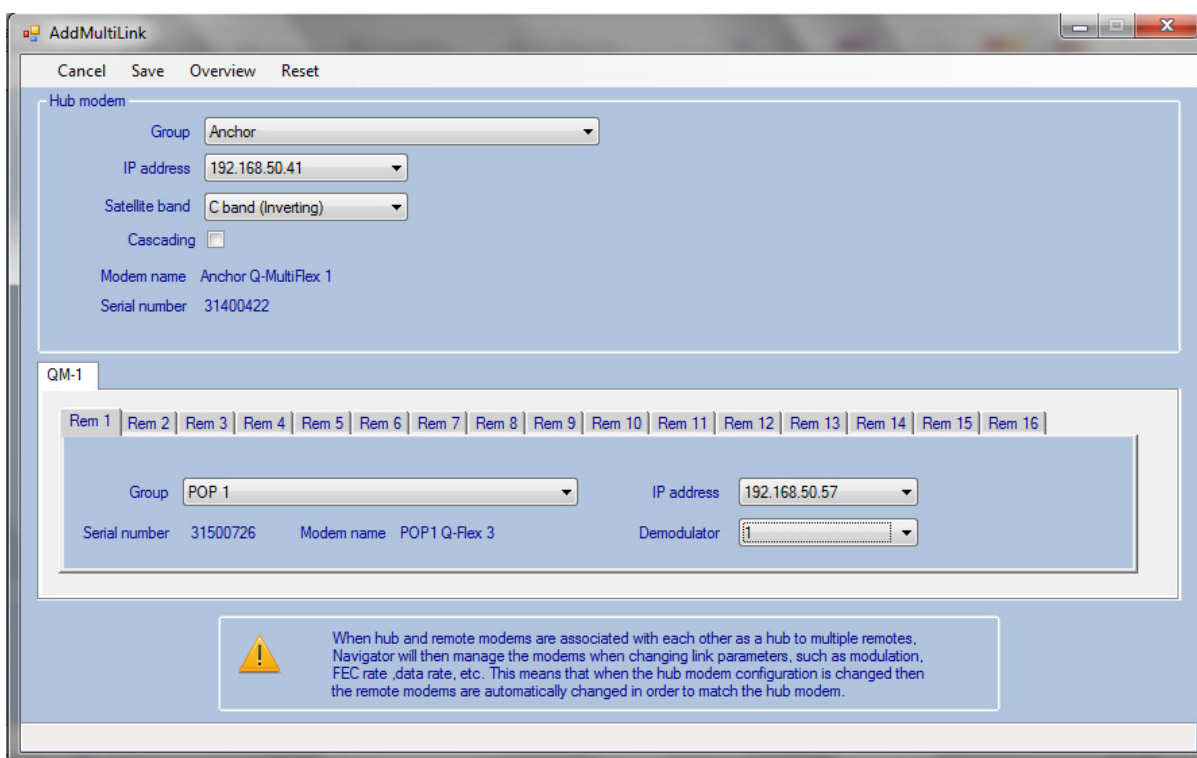 AddMultiLink
Cancel Save Overview Reset
Hub modem
Group Anchor
IP address 192.168.50.41
Satellite band C band (Inverting)
Cascading
Modem name Anchor Q-MultiFlex 1
Serial number 31400422
QM-1
Rem 1 Rem 2 Rem 3 Rem 4 Rem 5 Rem 6 Rem 7 Rem 8 Rem 9 Rem 10 Rem 11 Rem 12 Rem 13 Rem 14 Rem 15 Rem 16
Group POP 1 IP address 192.168.50.57
Serial number 31500726 Modem name POP1 Q-Flex 3 Demodulator 1
When hub and remote modems are associated with each other as a hub to multiple remotes,
Navigator will then manage the modems when changing link parameters, such as modulation,
FEC rate ,data rate, etc. This means that when the hub modem configuration is changed then
the remote modems are automatically changed in order to match the hub modem.